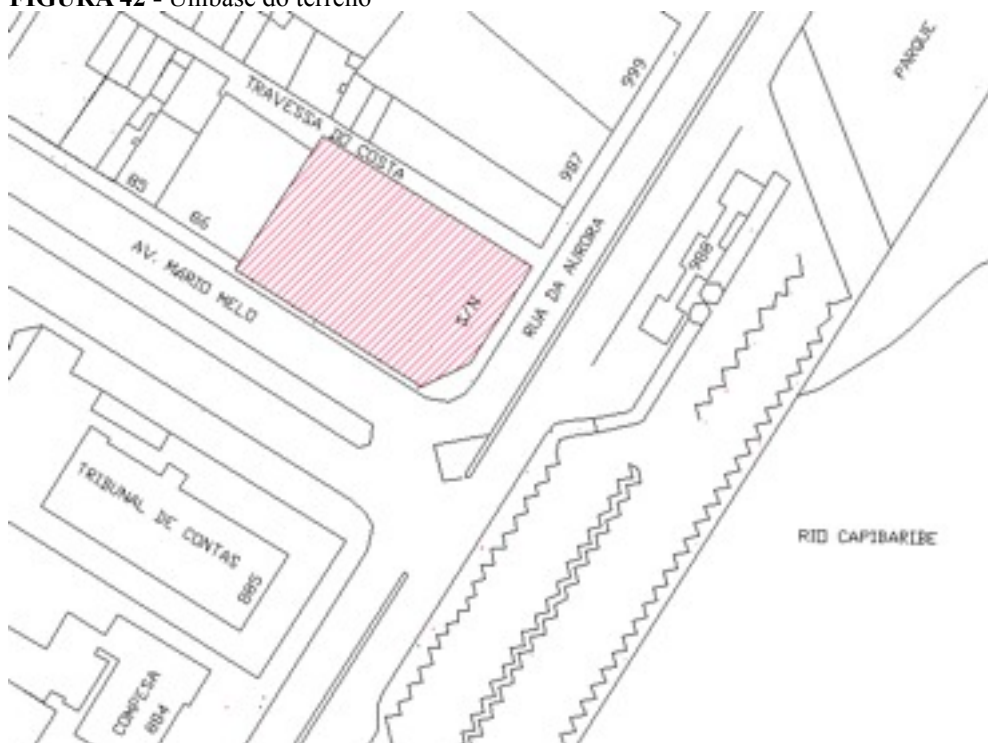 FIGURA 42 - Unibase do terreno
PARQUE
999
TRAVESSA DO COSTA
987
85
86
AV. MARIO MELO
S/N
RUA DA AURORA
980
TRIBUNAL DE CONTAS
885
RIO CAPIBARIBE
COMPESA
884